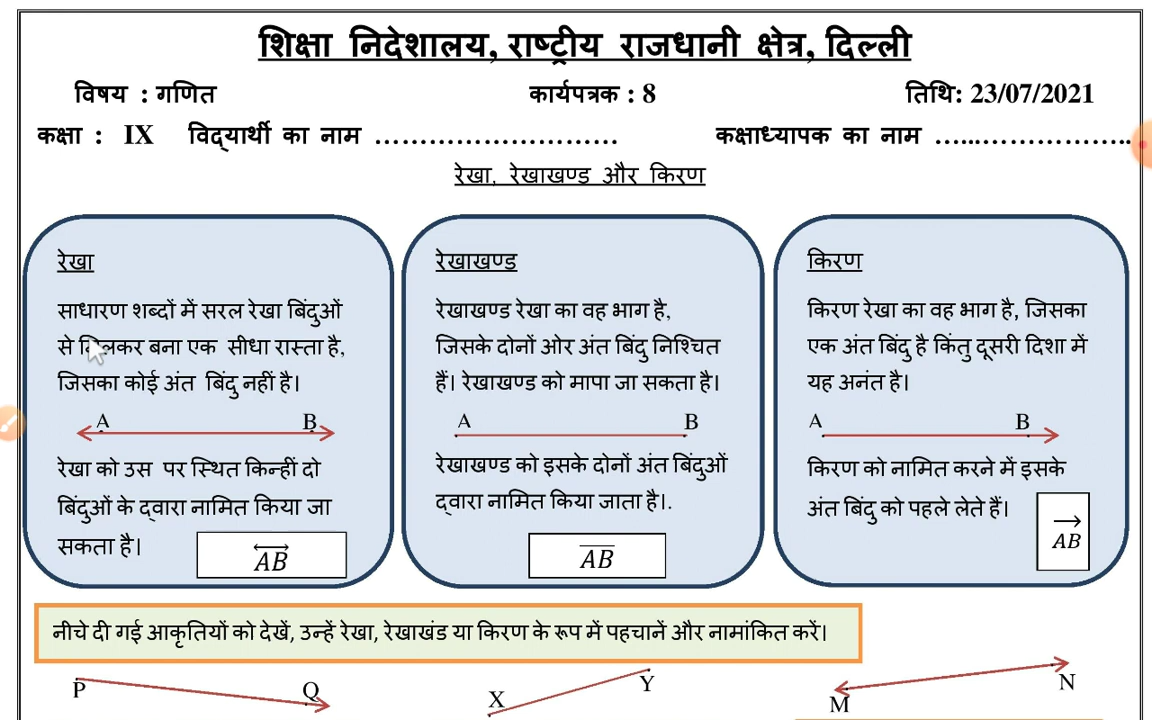 शिक्षा निदेशालय, राष्ट्रीय राजधानी क्षेत्र, दिल्ली
विषय : गणित कार्यपत्रक : 8 तिथि: 23/07/2021
कक्षा : IX विद्यार्थी का नाम ………………………. कक्षाध्यापक का नाम …...………………..
रेखा, रेखाखण्ड और किरण
रेखा
साधारण शब्दों में सरल रेखा बिंदुओं
से मिलकर बना एक सीधा रास्ता है,
जिसका कोई अंत बिंदु नहीं है।
A B
रेखा को उस पर स्थित किन्हीं दो
बिंदुओं के द्वारा नामित किया जा
सकता है।
AB
रेखाखण्ड
रेखाखण्ड रेखा का वह भाग है,
जिसके दोनों ओर अंत बिंदु निश्चित
हैं। रेखाखण्ड को मापा जा सकता है।
A B
रेखाखण्ड को इसके दोनों अंत बिंदुओं
द्वारा नामित किया जाता है।.
AB
किरण
किरण रेखा का वह भाग है, जिसका
एक अंत बिंदु है किंतु दूसरी दिशा में
यह अनंत है।
A B
किरण को नामित करने में इसके
अंत बिंदु को पहले लेते हैं।
AB
नीचे दी गई आकृतियों को देखें, उन्हें रेखा, रेखाखंड या किरण के रूप में पहचानें और नामांकित करें।
P Q X Y M N